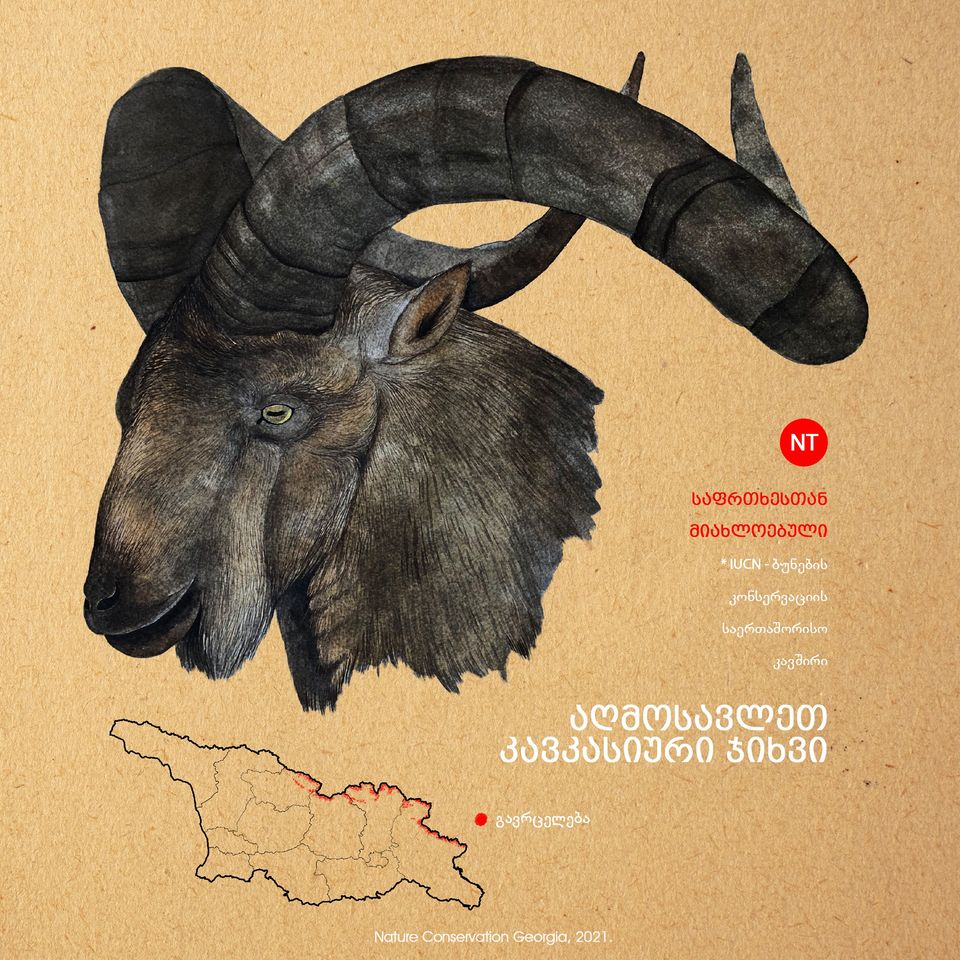 NT
საფრთხესთან
მიახლოებული
* IUCN - ბუნების
კონსერვაციის
საერთაშორისო
კავშირი
აღმოსავლეთ
კავკასიური ჯიხვი
გავრცელება
Nature Conservation Georgia, 2021.